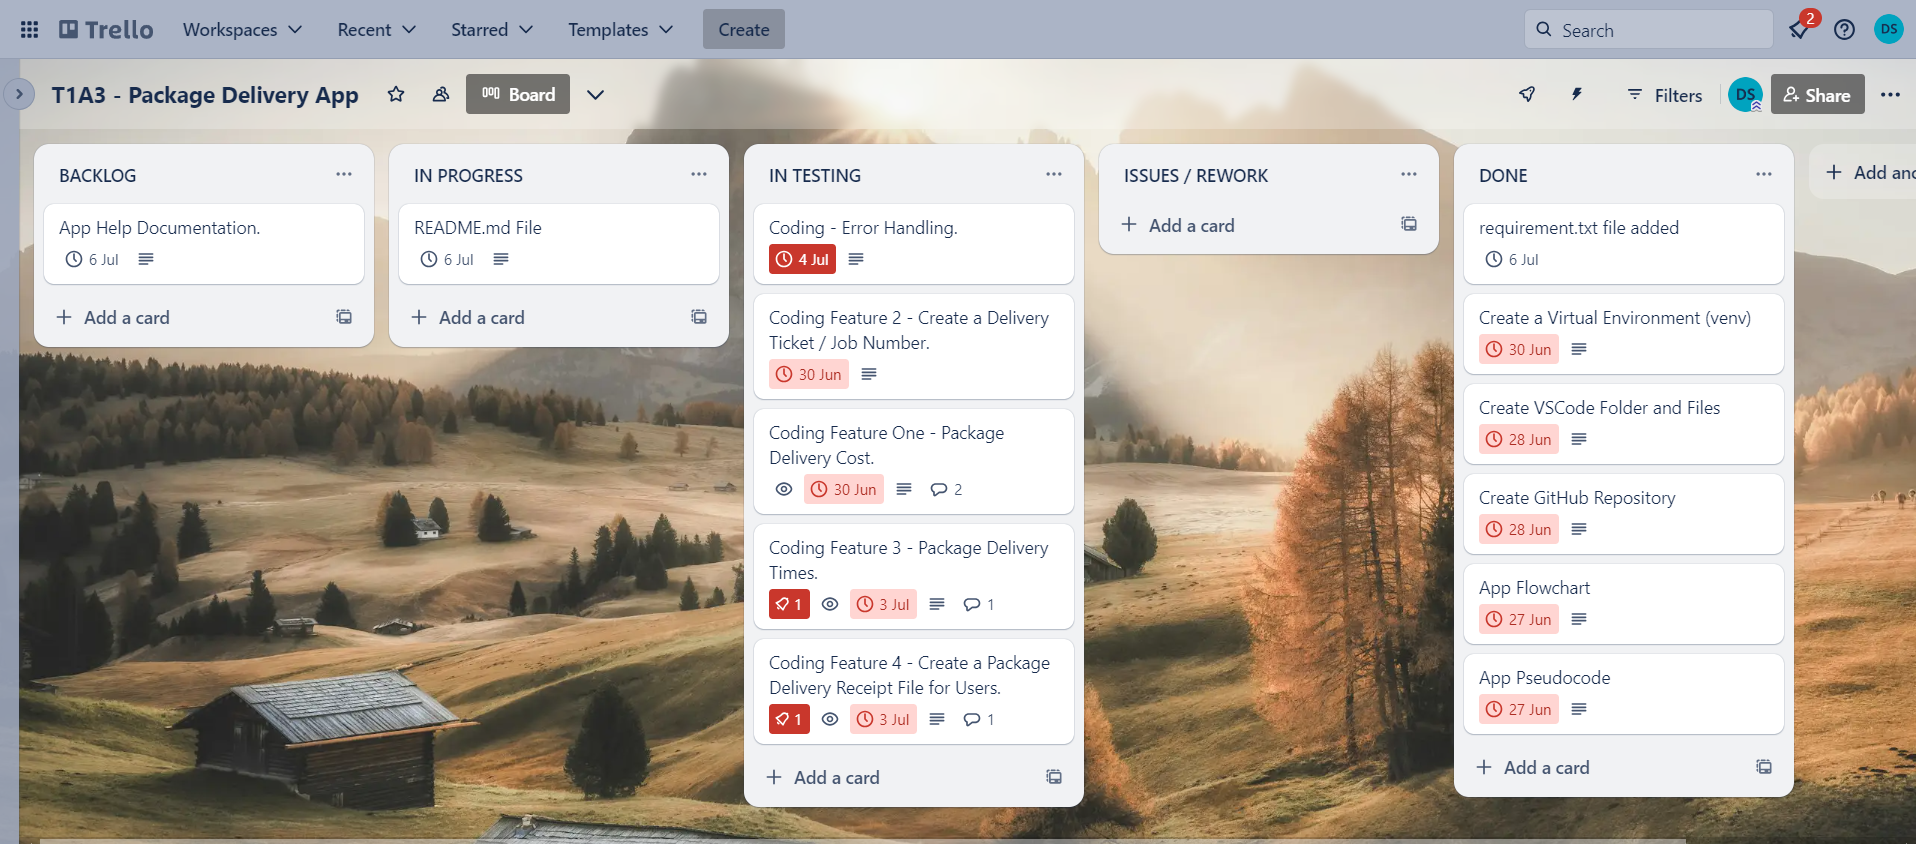 Trello
Workspaces
Recent
Starred
Templates
Create
Search
2
DS
T1A3 - Package Delivery App
Board
Filters
DS
Share
BACKLOG
App Help Documentation.
6 Jul
Add a card
IN PROGRESS
README.md File
6 Jul
Add a card
IN TESTING
Coding - Error Handling.
4 Jul
Coding Feature 2 - Create a Delivery
Ticket / Job Number.
30 Jun
Coding Feature One - Package
Delivery Cost.
30 Jun 2
Coding Feature 3 - Package Delivery
Times.
1 3 Jul 1
Coding Feature 4 - Create a Package
Delivery Receipt File for Users.
1 3 Jul 1
Add a card
ISSUES / REWORK
Add a card
DONE
requirement.txt file added
6 Jul
Create a Virtual Environment (venv)
30 Jun
Create VSCode Folder and Files
28 Jun
Create GitHub Repository
28 Jun
App Flowchart
27 Jun
App Pseudocode
27 Jun
Add a card
Add